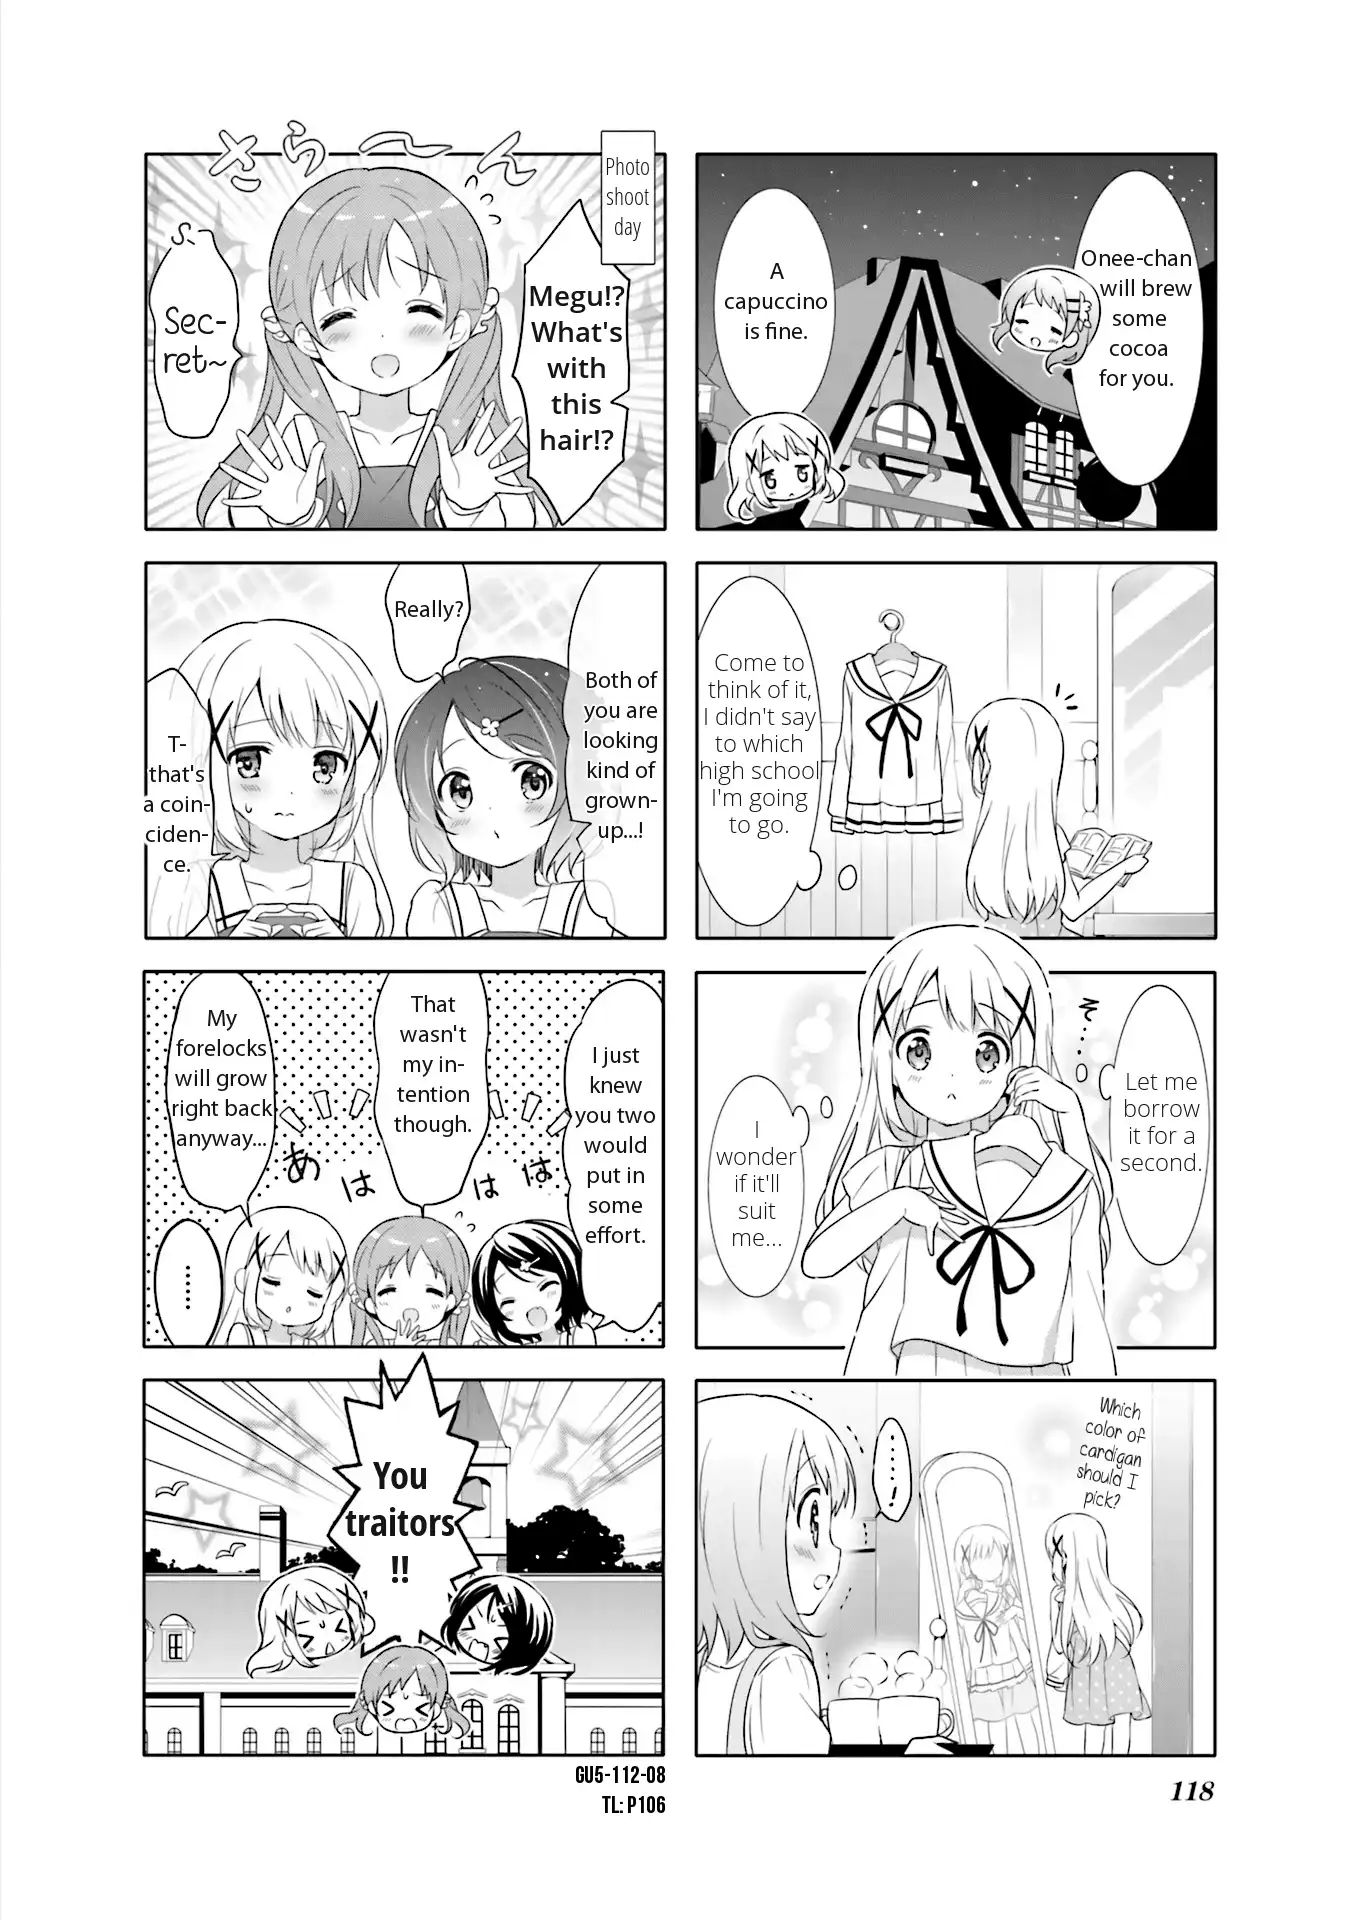 Onee-chan
will brew
some
cocoa
for you.
A
capuccino
is fine.
Come to
think of it,
I didn't say
to which
high school
I'm going
to go.
そ…
Let me
borrow
it for a
second.
I
wonder
if it'll
suit
me...
Which
color of
cardigan
should I
pick?
.....!
Photo
shoot
day
さら〜ん
Megu!?
What's
with
this
hair!?
S-
Sec-
ret~
Both of
you are
looking
kind of
grown-
up...!
Really?
T-
that's
a coin-
ciden-
ce.
I just
knew
you two
would
put in
some
effort.
That
wasn't
my in-
tention
though.
My
forelocks
will grow
right back
anyway...
あははは
......
You
traitors
!!
GU5-112-08
TL: P106
118